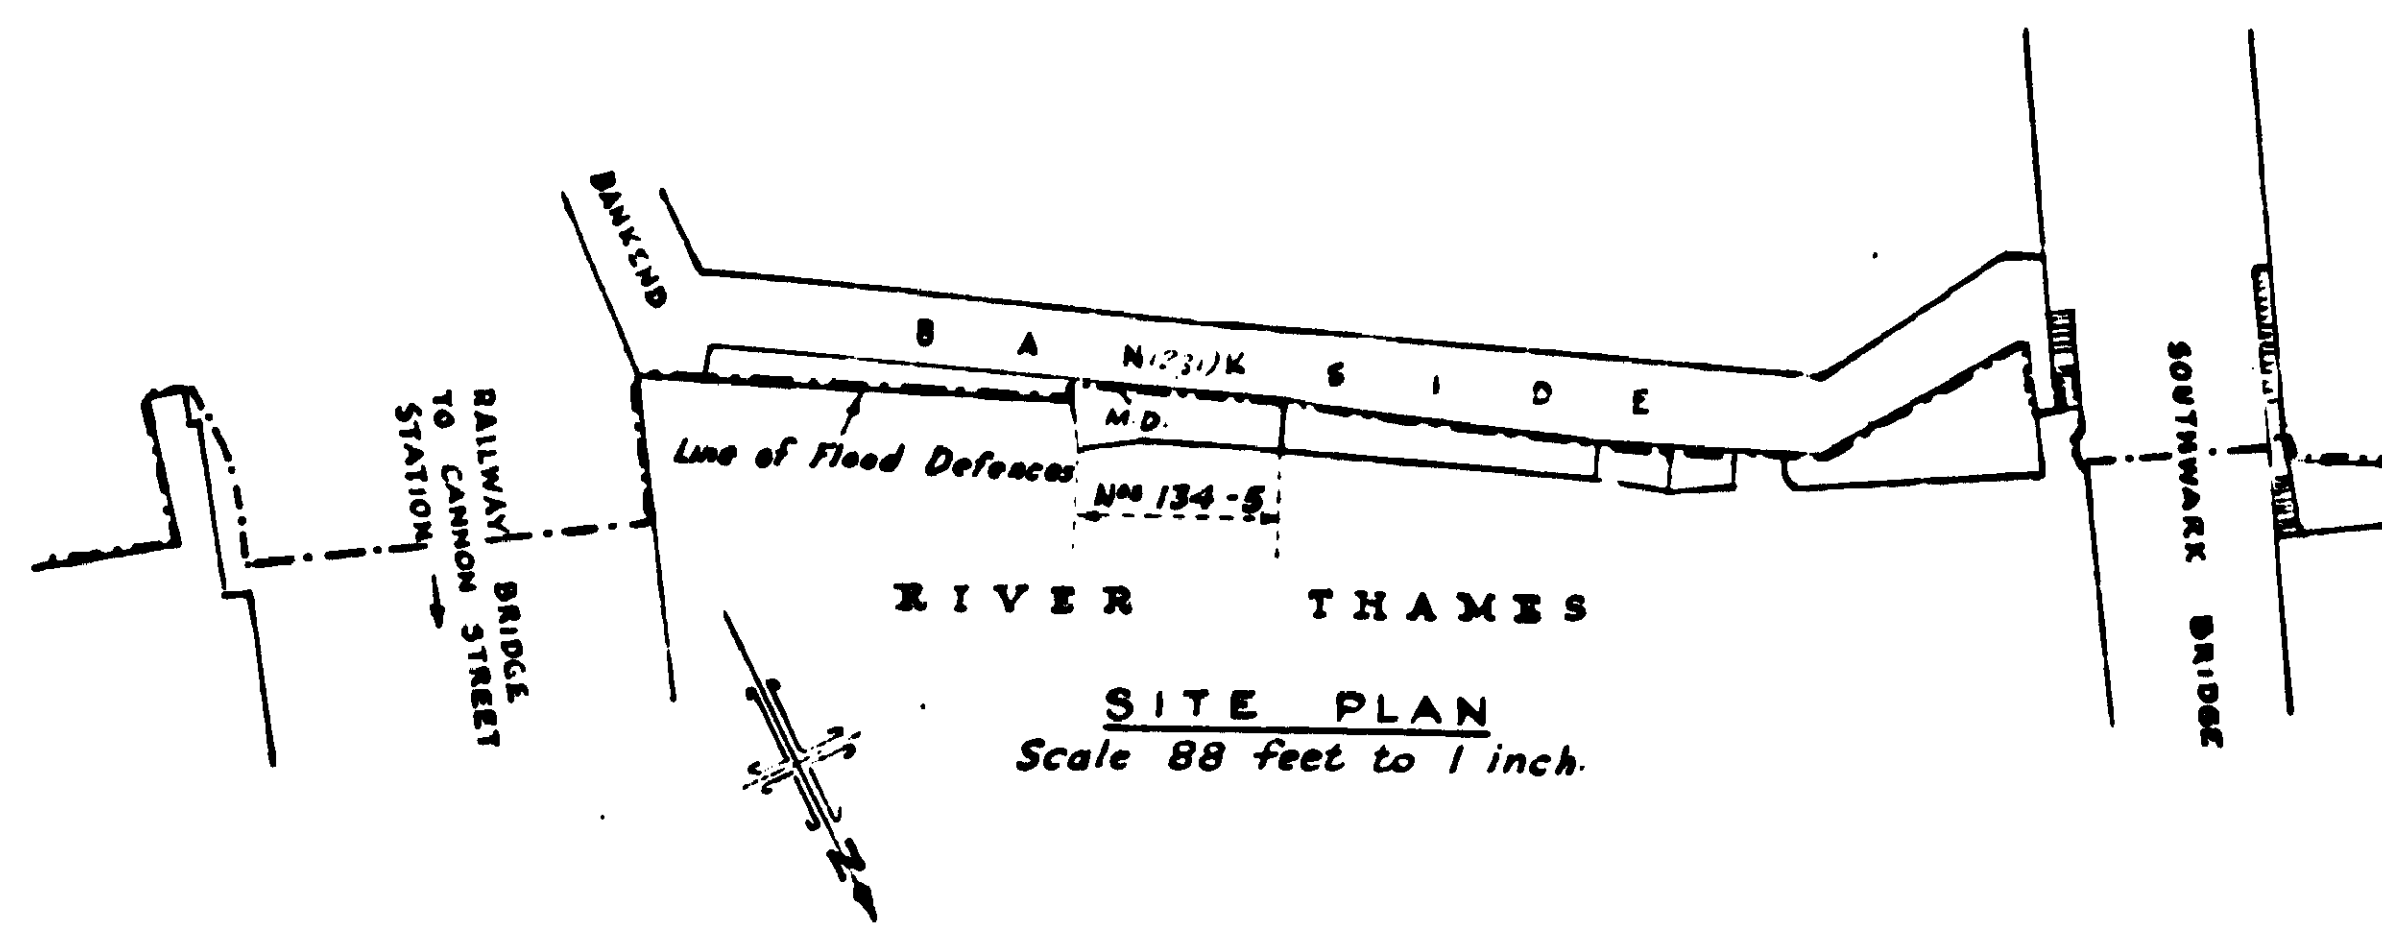 BANKEND
BANKSIDE
M.D.
Line of Flood Defences
Nos 134-5
RAILWAY BRIDGE
TO CANNON STREET
STATION
SOUTHWARK BRIDGE
RIVER THAMES
SITE PLAN
Scale 88 feet to 1 inch.
N